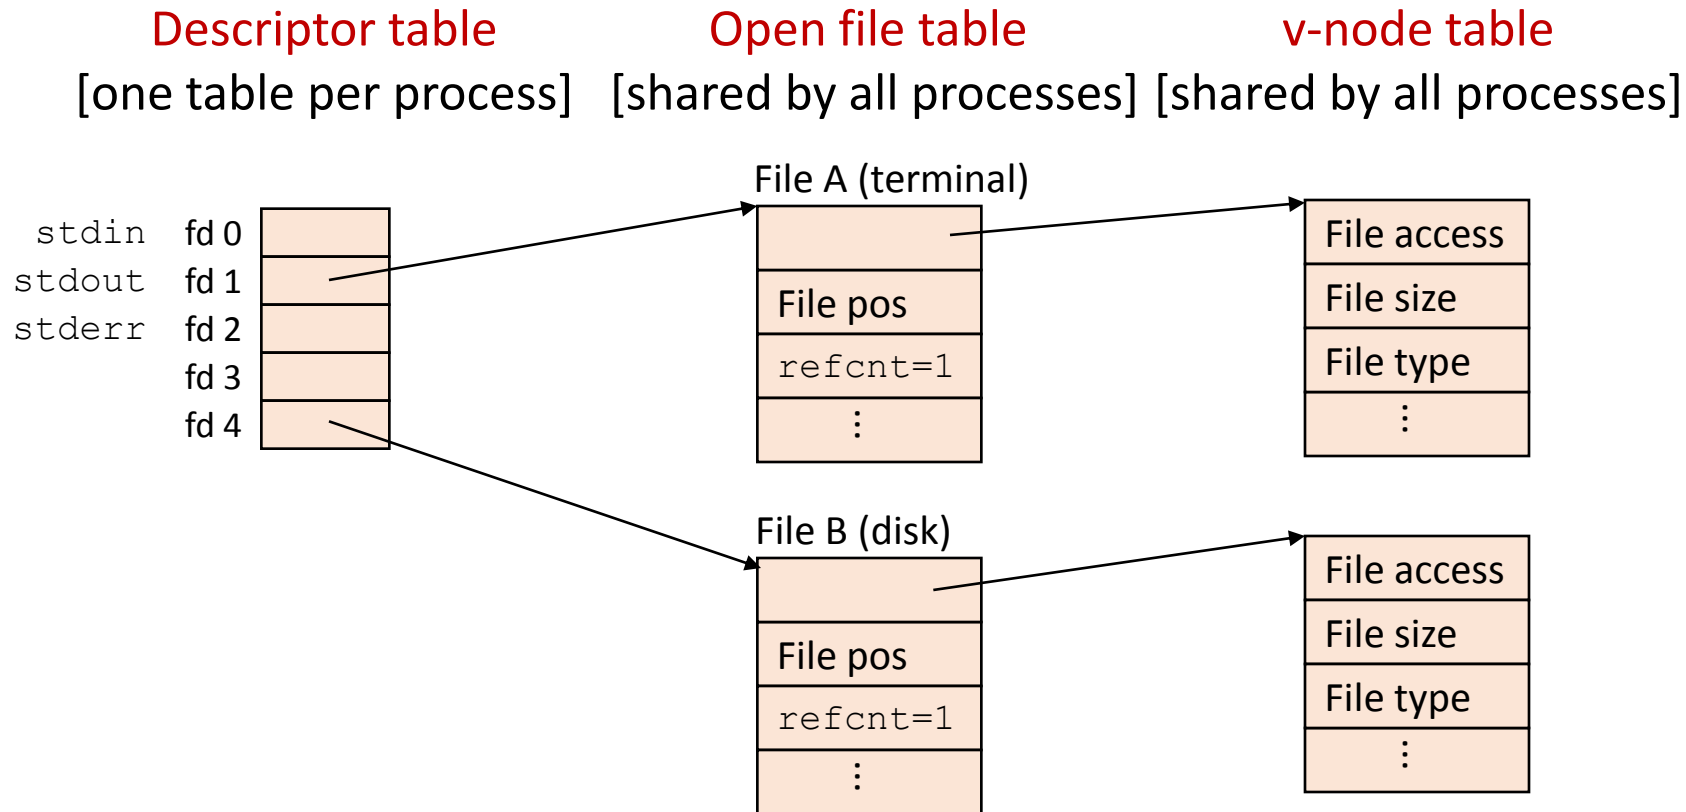 Descriptor table
[one table per process]
Open file table
[shared by all processes]
v-node table
[shared by all processes]
stdin fd 0
stdout fd 1
stderr fd 2
fd 3
fd 4
File A (terminal)
File pos
refcnt=1
⋮
File access
File size
File type
⋮
File B (disk)
File pos
refcnt=1
⋮
File access
File size
File type
⋮